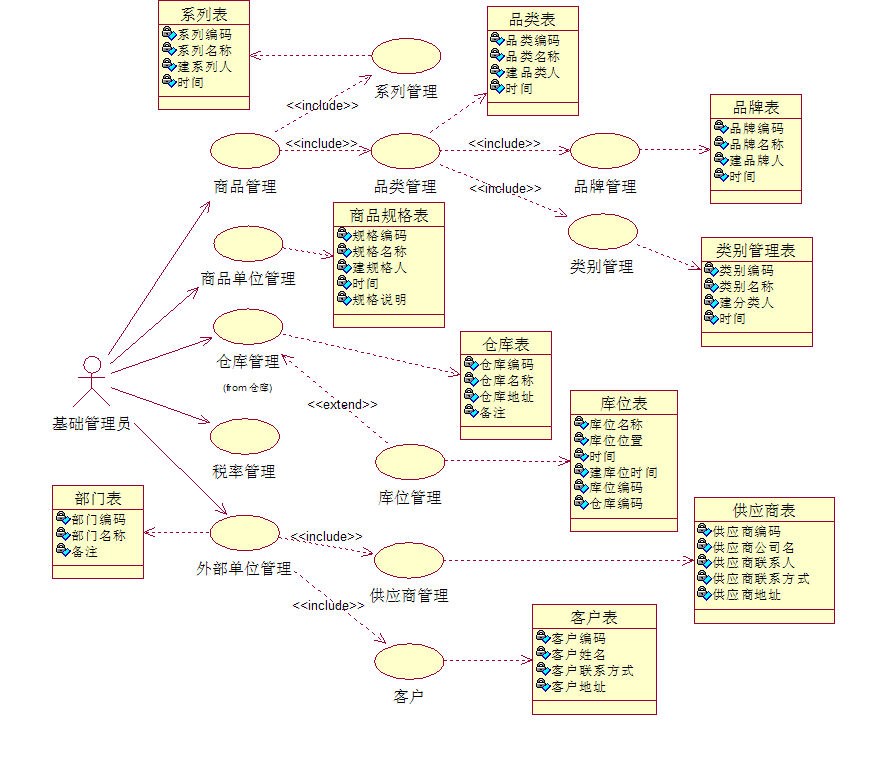 系列表
系列编码
系列名称
建系列人
时间
品类表
品类编码
品类名称
建品类人
时间
系列管理
<<include>>
品牌表
品牌编码
品牌名称
建品牌人
时间
<<include>>
<<include>>
商品管理
品类管理
品牌管理
<<include>>
商品规格表
规格编码
规格名称
建规格人
时间
规格说明
类别管理表
类别编码
类别名称
建分类人
时间
商品单位管理
类别管理
仓库表
仓库编码
仓库名称
仓库地址
备注
仓库管理
(from 仓库)
<<extend>>
基础管理员
库位表
库位名称
库位位置
时间
建库位时间
库位编码
仓库编码
税率管理
库位管理
部门表
部门编码
部门名称
备注
供应商表
供应商编码
供应商公司名
供应商联系人
供应商联系方式
供应商地址
<<include>>
外部单位管理
供应商管理
<<include>>
客户表
客户编码
客户姓名
客户联系方式
客户地址
客户